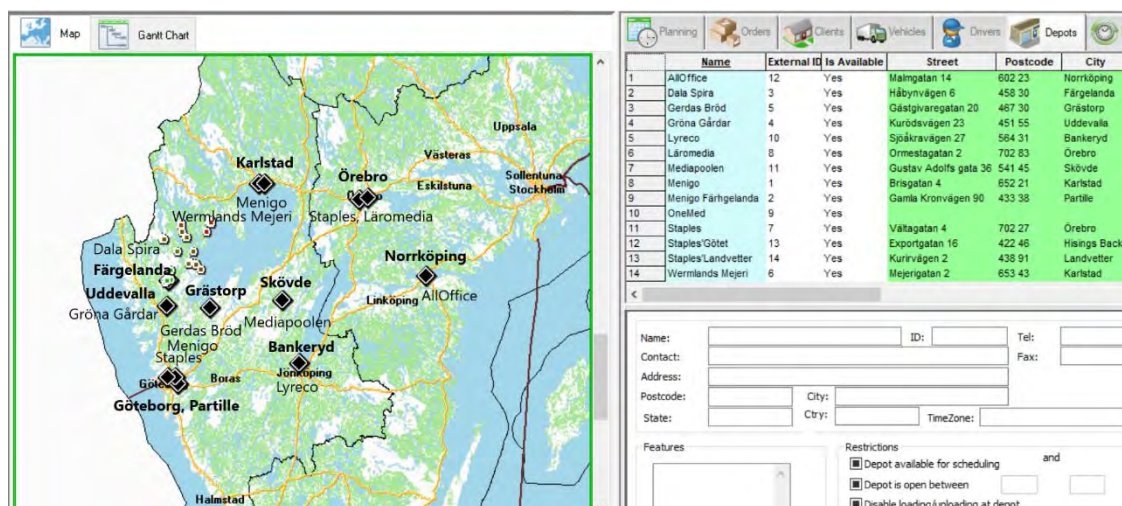 Map
Gantt Chart
Uppsala
Västeras
Karlstad
Örebro
Sollentuna
Eskilstuna
Stockholm
Menigo
Wermlands Mejeri
Staples, Läromedia
Dala Spira
Norrköping
Färgelanda
Skövde
Uddevalla
Grästorp
AllOffice
Linköping
Gröna Gårdar
Mediapoolen
Gerdas Bröd
Menigo
Bankeryd
Staples
Jönköping
Boras
Lyreco
Göteborg, Partille
Halmstad
Planning
Orders
Clients
Vehicles
Drivers
Depots
Name External ID Is Available Street Postcode City
1 AllOffice 12 Yes Malmgatan 14 602 23 Norrköping
2 Dala Spira 3 Yes Håbynvägen 6 458 30 Färgelanda
3 Gerdas Bröd 5 Yes Gästgivaregatan 20 467 30 Grästorp
4 Gröna Gårdar 4 Yes Kurödsvägen 23 451 55 Uddevalla
5 Lyreco 10 Yes Sjöåkravägen 27 564 31 Bankeryd
6 Läromedia 8 Yes Ormestagatan 2 702 83 Örebro
7 Mediapoolen 11 Yes Gustav Adolfs gata 36 541 45 Skövde
8 Menigo 1 Yes Brisgatan 4 652 21 Karlstad
9 Menigo Färhgelanda 2 Yes Gamla Kronvägen 90 433 38 Partille
10 OneMed 9 Yes
11 Staples 7 Yes Vältagatan 4 702 27 Örebro
12 Staples'Götet 13 Yes Exportgatan 16 422 46 Hisings Back
13 Staples'Landvetter 14 Yes Kurirvägen 2 438 91 Landvetter
14 Wermlands Mejeri 6 Yes Mejerigatan 2 653 43 Karlstad
Name: ID: Tel:
Contact: Fax:
Address:
Postcode: City:
State: Ctry: TimeZone:
Features
Restrictions
Depot available for scheduling and
Depot is open between
Disable loading/unloading at depot